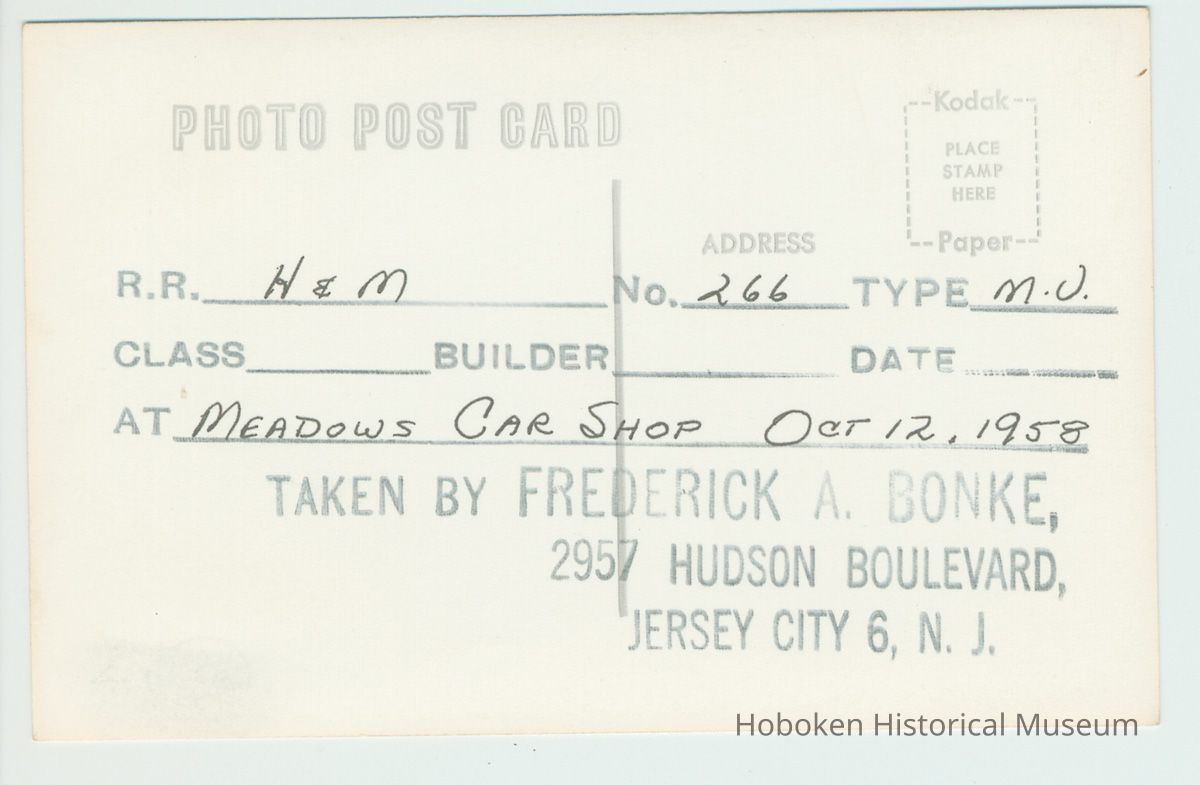 PHOTO POST CARD
Kodak
PLACE
STAMP
HERE
Paper
ADDRESS
R.R. H & M No. 266 TYPE M.U.
CLASS BUILDER DATE
AT MEADOWS CAR SHOP OCT 12, 1958
TAKEN BY FREDERICK A. BONKE,
2957 HUDSON BOULEVARD,
JERSEY CITY 6, N. J.
Hoboken Historical Museum